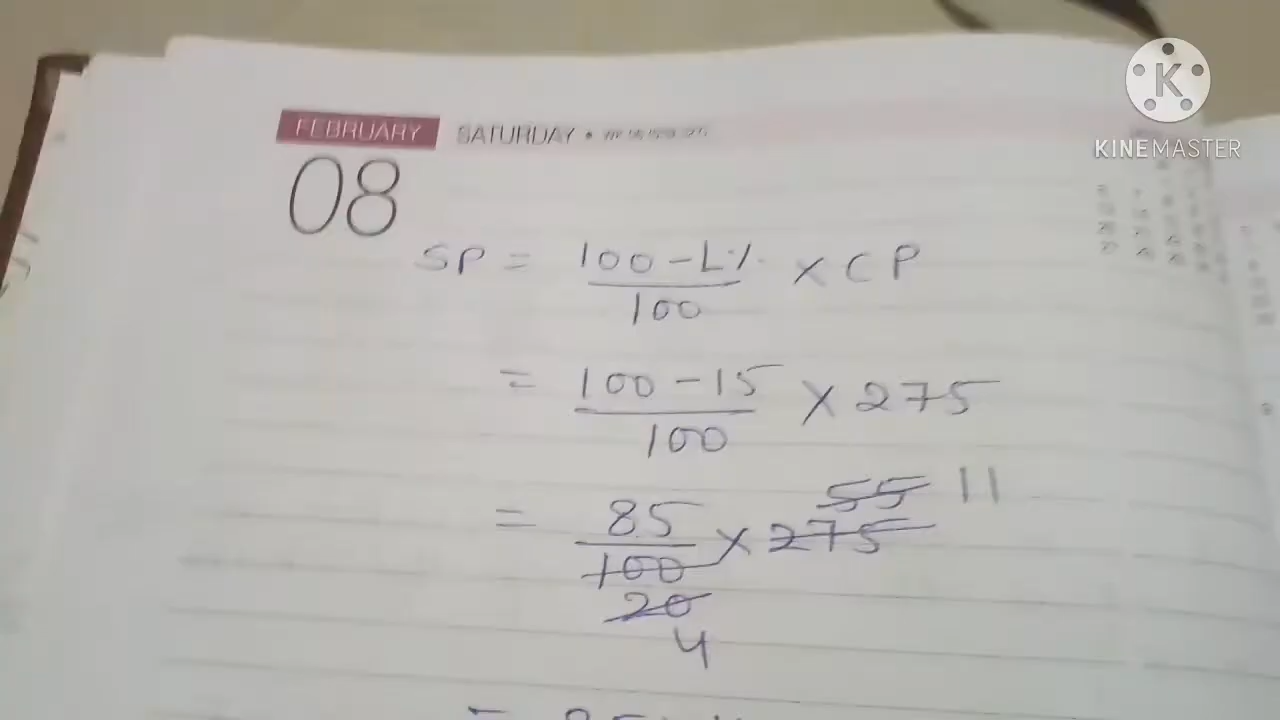 KINEMASTER
FEBRUARY SATURDAY
08
SP = 100 - L% / 100 × CP
= 100 - 15 / 100 × 275
55 11
= 85 / 100 × 275
20
4